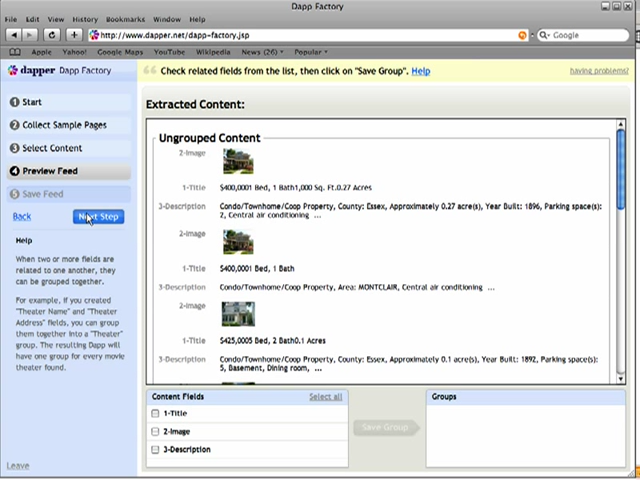 Dapp Factory
File Edit View History Bookmarks Window Help
http://www.dapper.net/dapp-factory.jsp
Google
Apple Yahoo! Google Maps YouTube Wikipedia News (26) Popular
dapper Dapp Factory
Check related fields from the list, then click on "Save Group". Help
having problems?
1 Start
2 Collect Sample Pages
3 Select Content
4 Preview Feed
5 Save Feed
Back
Next Step
Help
When two or more fields are
related to one another, they
can be grouped together.
For example, if you created
"Theater Name" and "Theater
Address" fields, you can group
them together into a "Theater"
group. The resulting Dapp will
have one group for every movie
theater found.
Leave
Extracted Content:
Ungrouped Content
2-Image
1-Title $400,0001 Bed, 1 Bath1,000 Sq. Ft.0.27 Acres
3-Description Condo/Townhome/Coop Property, County: Essex, Approximately 0.27 acre(s), Year Built: 1896, Parking space(s):
2, Central air conditioning ...
2-Image
1-Title $400,0001 Bed, 1 Bath
3-Description Condo/Townhome/Coop Property, Area: MONTCLAIR, Central air conditioning ...
2-Image
1-Title $425,0005 Bed, 2 Bath0.1 Acres
3-Description Condo/Townhome/Coop Property, County: Essex, Approximately 0.1 acre(s), Year Built: 1892, Parking space(s):
5, Basement, Dining room, ...
Content Fields Select all
1-Title
2-Image
3-Description
Save Group
Groups